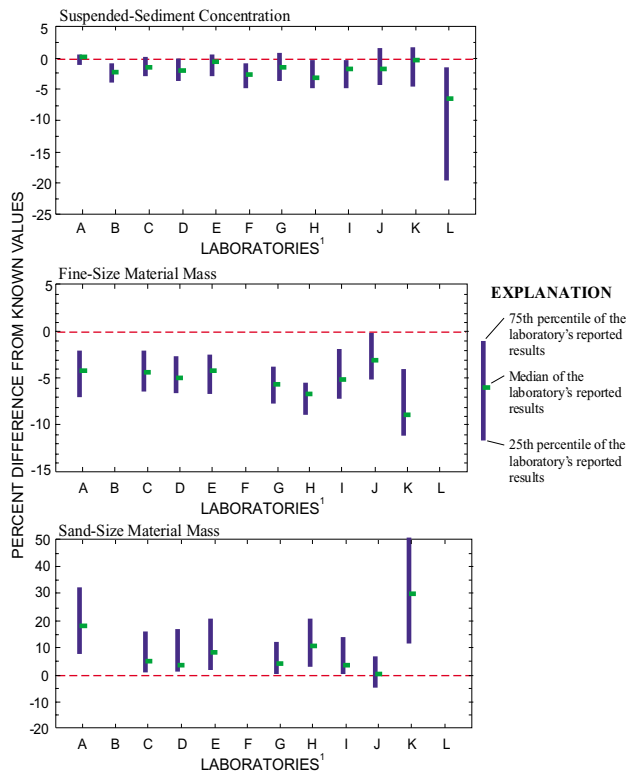 Suspended-Sediment Concentration
5
0
-5
-10
-15
-20
-25
A B C D E F G H I J K L
LABORATORIES1
PERCENT DIFFERENCE FROM KNOWN VALUES
Fine-Size Material Mass
5
0
-5
-10
-15
A B C D E F G H I J K L
LABORATORIES1
EXPLANATION
75th percentile of the
laboratory's reported
results
Median of the
laboratory's reported
results
25th percentile of the
laboratory's reported
results
Sand-Size Material Mass
50
40
30
20
10
0
-10
-20
A B C D E F G H I J K L
LABORATORIES1